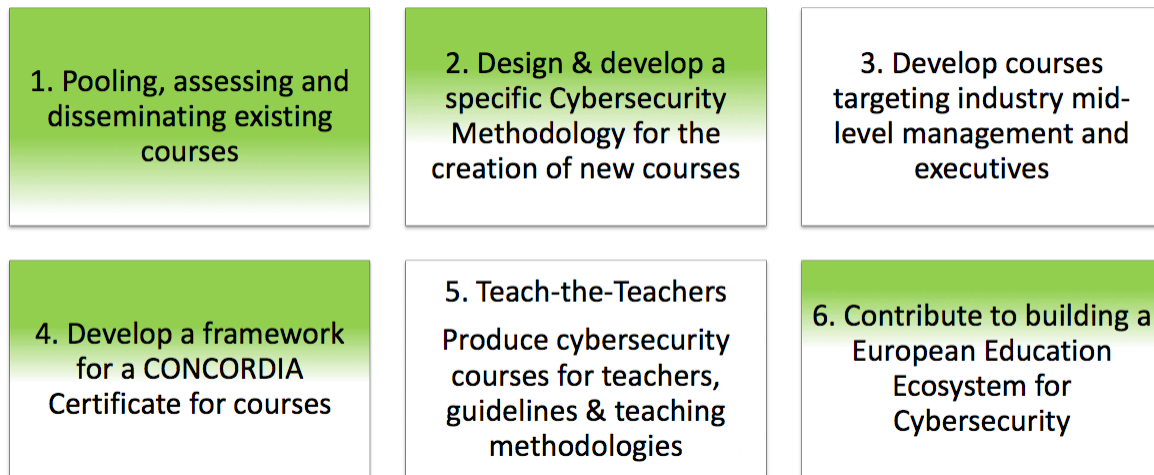 1. Pooling, assessing and
disseminating existing
courses
2. Design & develop a
specific Cybersecurity
Methodology for the
creation of new courses
3. Develop courses
targeting industry mid-
level management and
executives
4. Develop a framework
for a CONCORDIA
Certificate for courses
5. Teach-the-Teachers
Produce cybersecurity
courses for teachers,
guidelines & teaching
methodologies
6. Contribute to building a
European Education
Ecosystem for
Cybersecurity